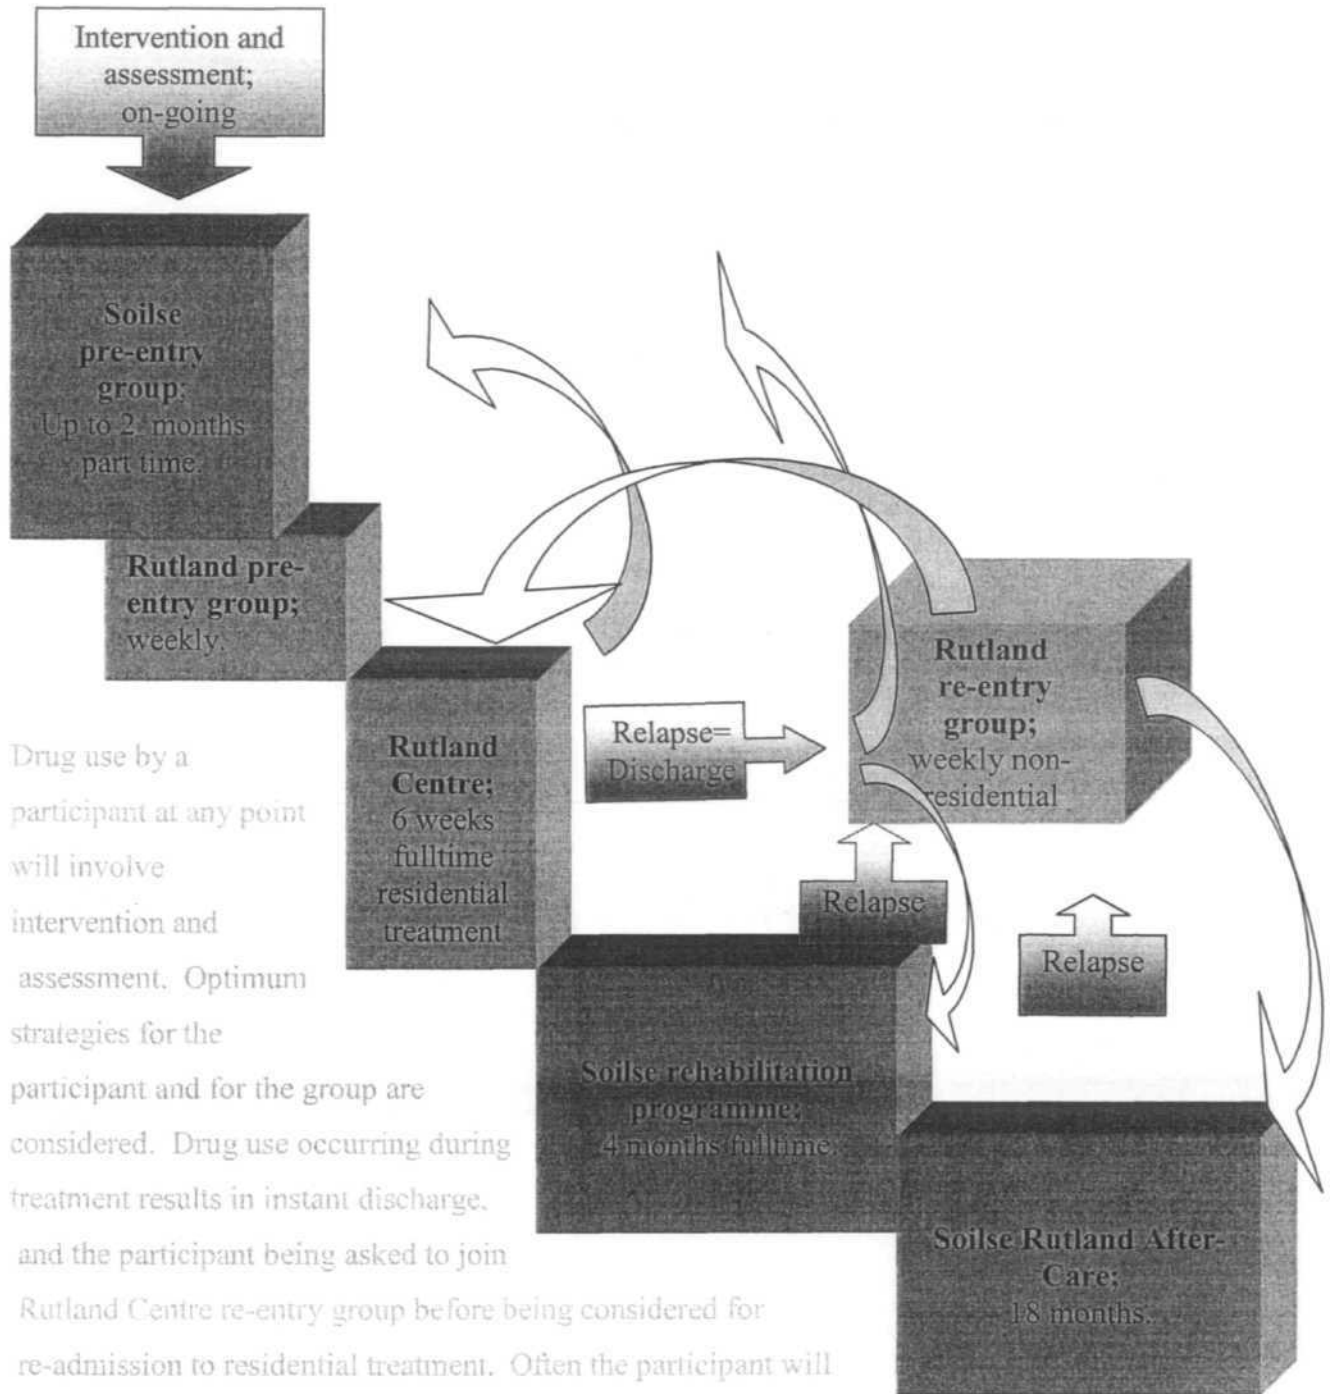 Intervention and
assessment;
on-going
Soilse
pre-entry
group;
Up to 2 months
part time.
Rutland pre-
entry group;
weekly.
Rutland
Centre;
6 weeks
fulltime
residential
treatment
Relapse=
Discharge
Rutland
re-entry
group;
weekly non-
residential
Relapse
Relapse
Soilse rehabilitation
programme;
4 months fulltime.
Soilse Rutland After-
Care;
18 months.
Drug use by a
participant at any point
will involve
intervention and
assessment. Optimum
strategies for the
participant and for the group are
considered. Drug use occurring during
treatment results in instant discharge,
and the participant being asked to join
Rutland Centre re-entry group before being considered for
re-admission to residential treatment. Often the participant will